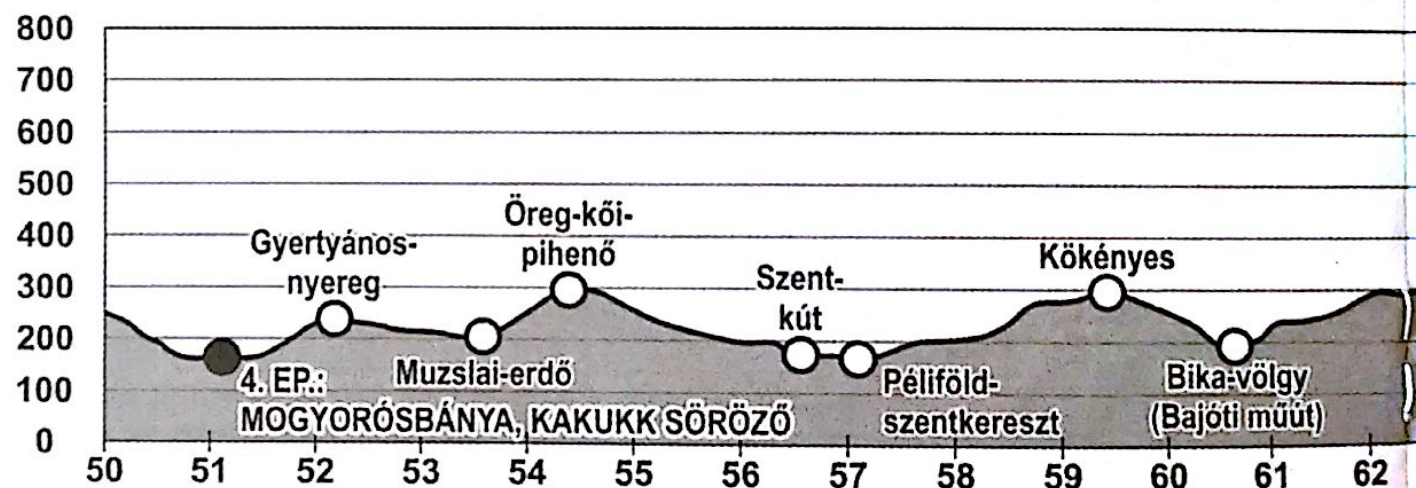 800
700
600
500
400
300
200
100
0
Öreg-kői-
pihenő
Gyertyános-
nyereg
Kökényes
Szent-
kút
4. EP.:
MOGYORÓSBÁNYA, KAKUKK SÖRÖZŐ
Muzslai-erdő
Péliföld-
szentkereszt
Bika-völgy
(Bajóti műút)
50 51 52 53 54 55 56 57 58 59 60 61 62